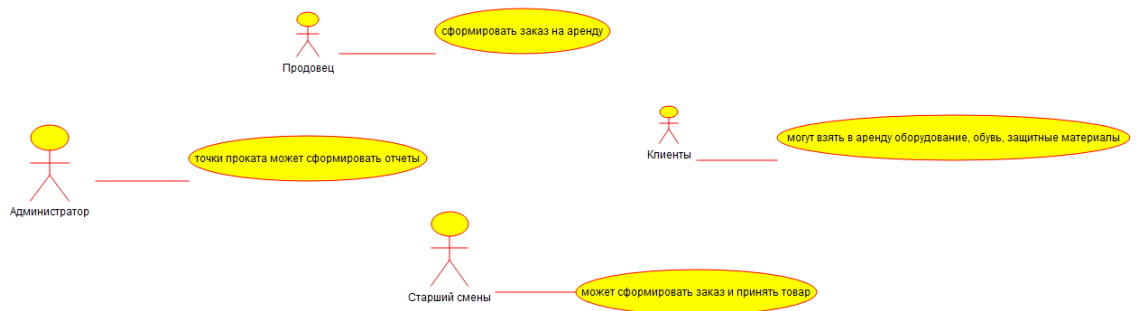 сформировать заказ на аренду
Продовец
могут взять в аренду оборудование, обувь, защитные материалы
Клиенты
точки проката может сформировать отчеты
Администратор
Старший смены
может сформировать заказ и принять товар